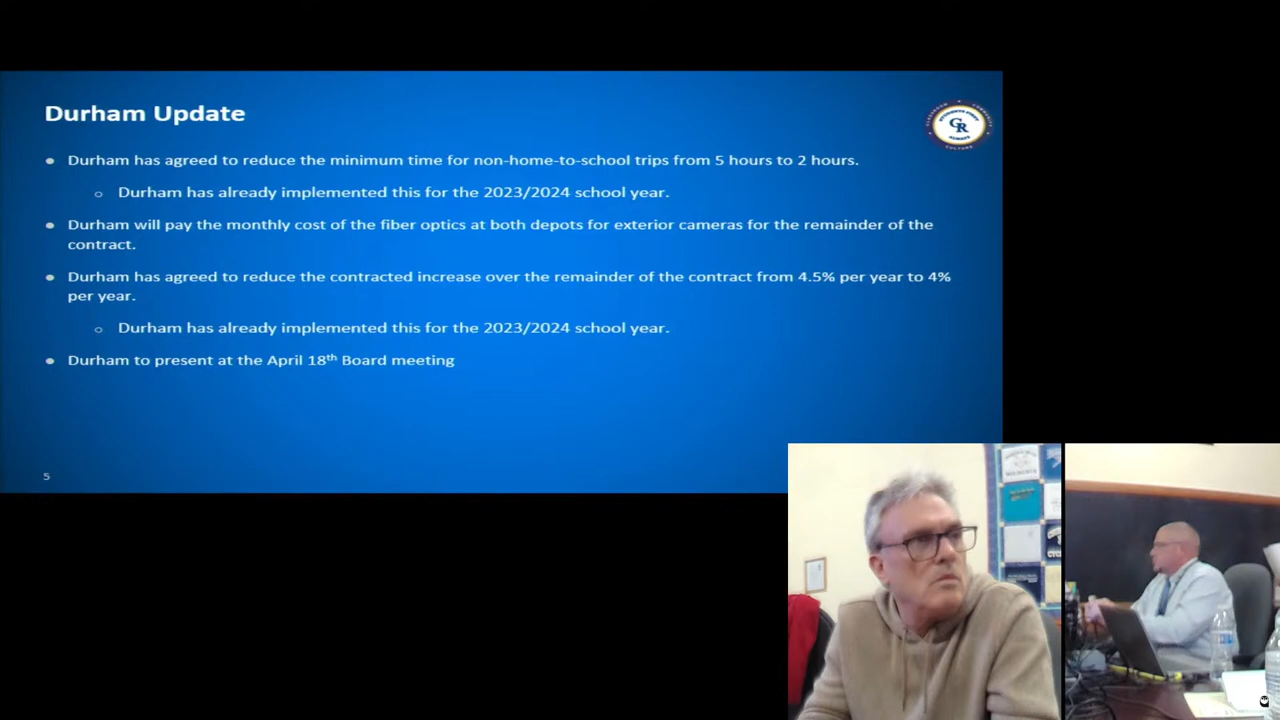 Durham Update
● Durham has agreed to reduce the minimum time for non-home-to-school trips from 5 hours to 2 hours.
○ Durham has already implemented this for the 2023/2024 school year.
● Durham will pay the monthly cost of the fiber optics at both depots for exterior cameras for the remainder of the
contract.
● Durham has agreed to reduce the contracted increase over the remainder of the contract from 4.5% per year to 4%
per year.
○ Durham has already implemented this for the 2023/2024 school year.
● Durham to present at the April 18th Board meeting
5
STUDENTS FIRST
GR
ALWAYS
CULTURE